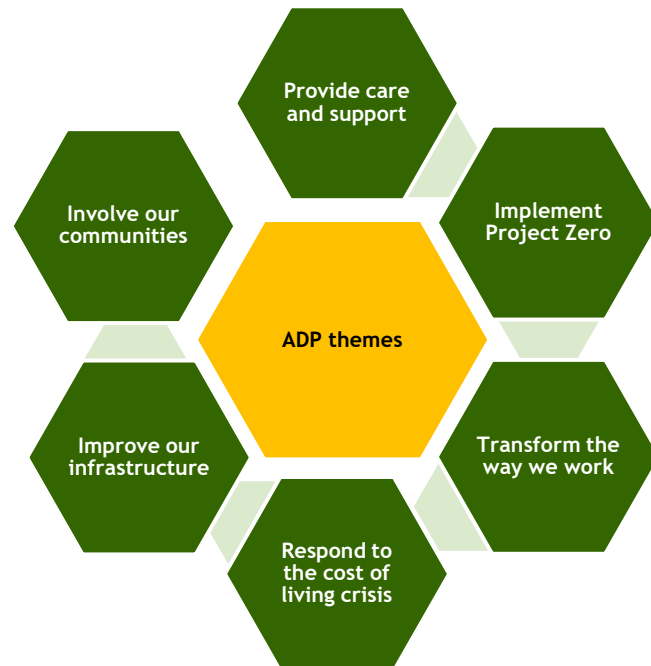 Provide care
and support
Implement
Project Zero
Transform the
way we work
Respond to
the cost of
living crisis
Improve our
infrastructure
Involve our
communities
ADP themes